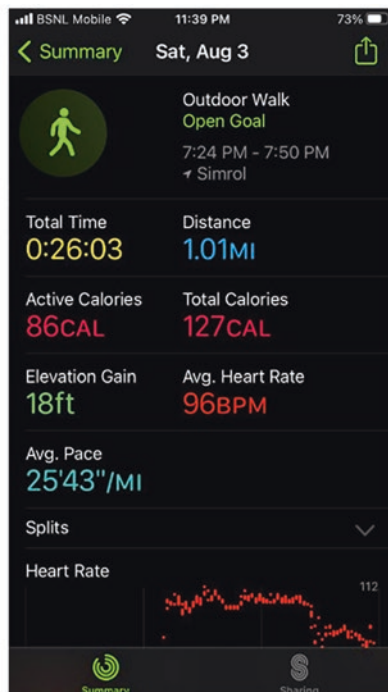 BSNL Mobile 11:39 PM 73%
Summary Sat, Aug 3
Outdoor Walk
Open Goal
7:24 PM - 7:50 PM
Simrol
Total Time Distance
0:26:03 1.01MI
Active Calories Total Calories
86CAL 127CAL
Elevation Gain Avg. Heart Rate
18ft 96BPM
Avg. Pace
25'43"/MI
Splits
Heart Rate
112
Summary Sharing